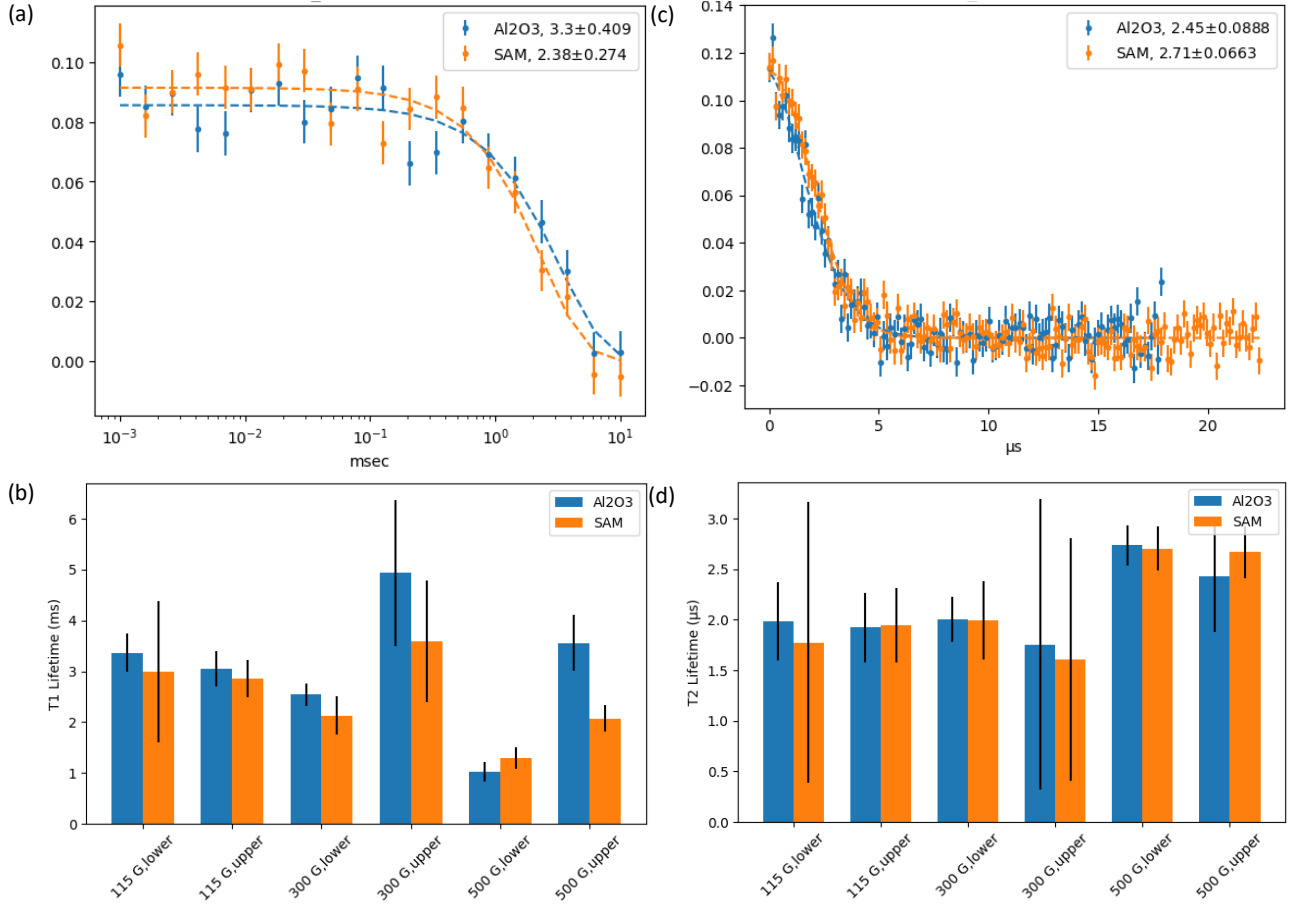 (a)
Al2O3, 3.3±0.409
SAM, 2.38±0.274
0.10
0.08
0.06
0.04
0.02
0.00
10⁻³
10⁻²
10⁻¹
10⁰
10¹
msec
(c)
Al2O3, 2.45±0.0888
SAM, 2.71±0.0663
0.14
0.12
0.10
0.08
0.06
0.04
0.02
0.00
−0.02
0
5
10
15
20
µs
(b)
Al2O3
SAM
T1 Lifetime (ms)
6
5
4
3
2
1
0
115 G,lower
115 G,upper
300 G,lower
300 G,upper
500 G,lower
500 G,upper
(d)
Al2O3
SAM
T2 Lifetime (µs)
3.0
2.5
2.0
1.5
1.0
0.5
0.0
115 G,lower
115 G,upper
300 G,lower
300 G,upper
500 G,lower
500 G,upper